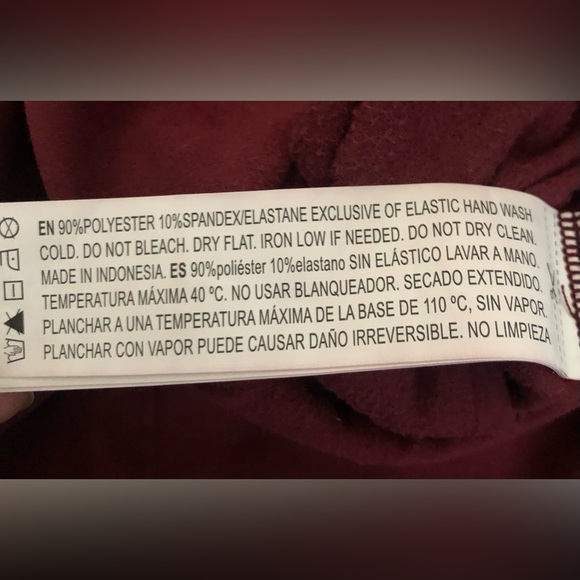 EN 90%POLYESTER 10%SPANDEX/ELASTANE EXCLUSIVE OF ELASTIC HAND WASH
COLD. DO NOT BLEACH. DRY FLAT. IRON LOW IF NEEDED. DO NOT DRY CLEAN.
MADE IN INDONESIA. ES 90%poliéster 10%elastano SIN ELÁSTICO LAVAR A MANO.
TEMPERATURA MÁXIMA 40 ºC. NO USAR BLANQUEADOR. SECADO EXTENDIDO.
PLANCHAR A UNA TEMPERATURA MÁXIMA DE LA BASE DE 110 ºC, SIN VAPOR.
PLANCHAR CON VAPOR PUEDE CAUSAR DAÑO IRREVERSIBLE. NO LIMPIEZA